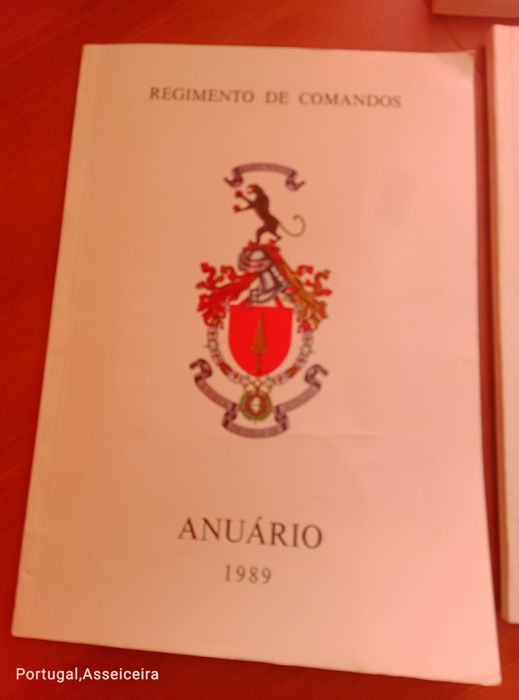 REGIMENTO DE COMANDOS
ANUÁRIO
1989
Portugal,Asseiceira